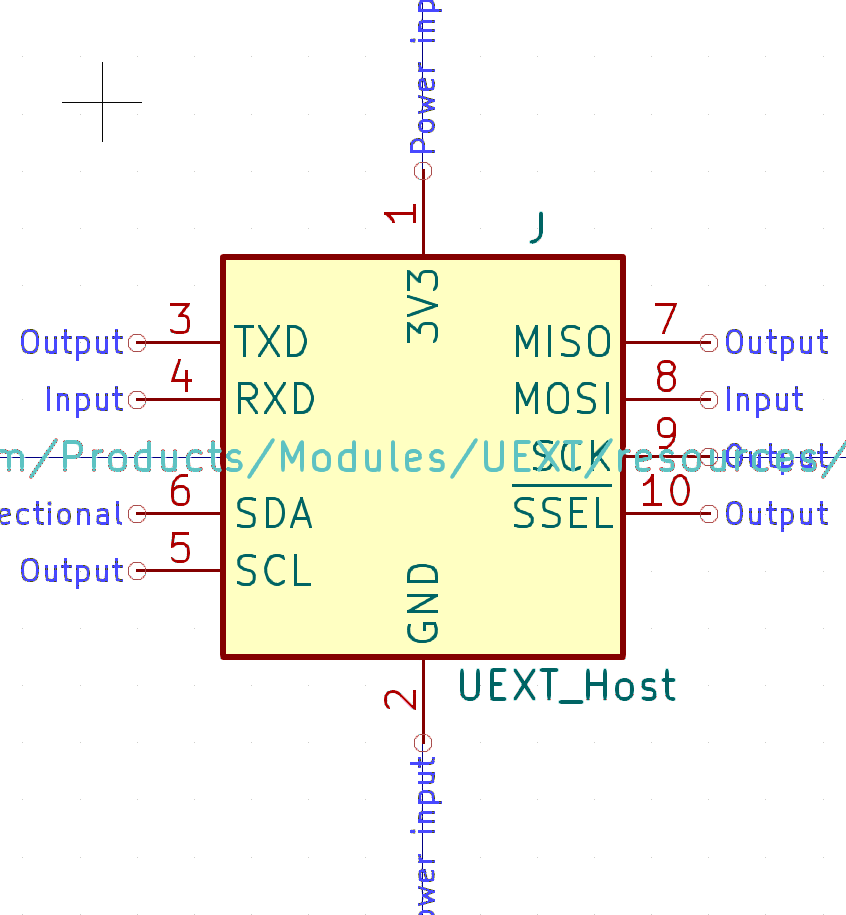 Power inp
1
J
3V3
Output 3 TXD MISO 7 Output
Input 4 RXD MOSI 8 Input
m/Products/Modules/UEXT/resources/
SCK 9 Output
ectional 6 SDA SSEL 10 Output
Output 5 SCL
GND
UEXT_Host
2
ower input